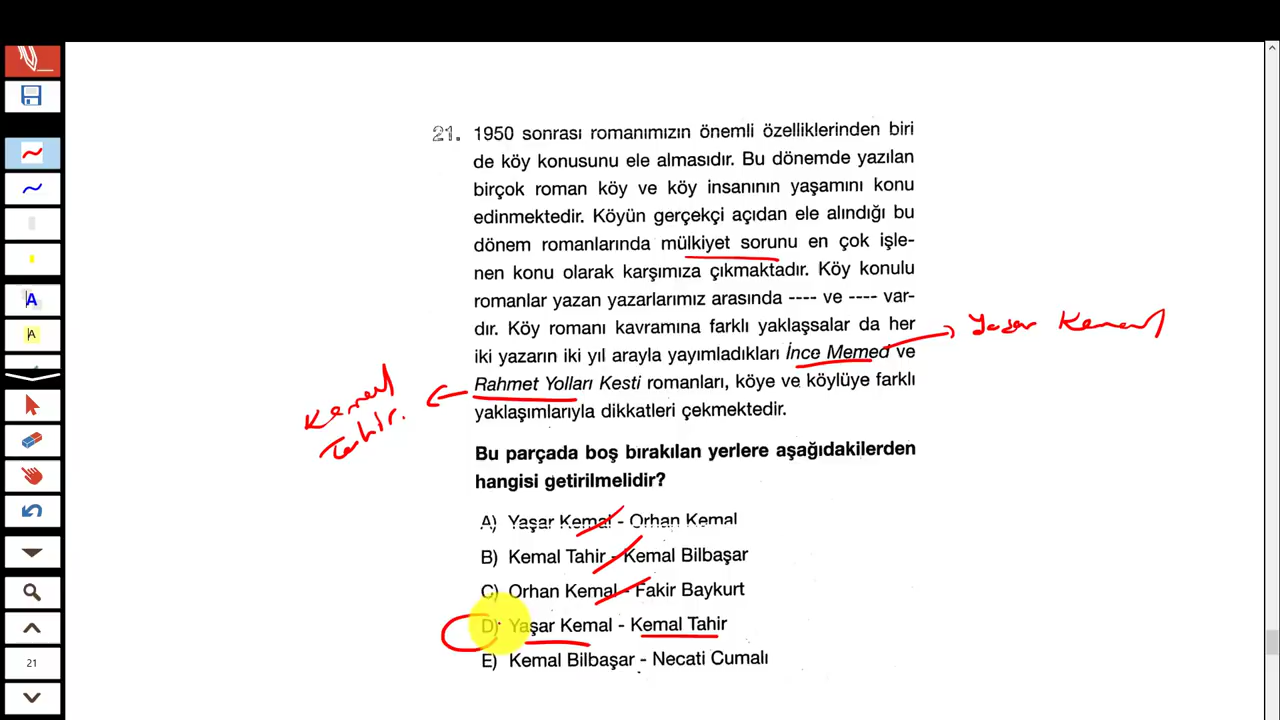 21. 1950 sonrası romanımızın önemli özelliklerinden biri
de köy konusunu ele almasıdır. Bu dönemde yazılan
birçok roman köy ve köy insanının yaşamını konu
edinmektedir. Köyün gerçekçi açıdan ele alındığı bu
dönem romanlarında mülkiyet sorunu en çok işle-
nen konu olarak karşımıza çıkmaktadır. Köy konulu
romanlar yazan yazarlarımız arasında ---- ve ---- var-
dır. Köy romanı kavramına farklı yaklaşsalar da her
iki yazarın iki yıl arayla yayımladıkları İnce Memed ve
Rahmet Yolları Kesti romanları, köye ve köylüye farklı
yaklaşımlarıyla dikkatleri çekmektedir.
Yaşar Kemal
Kemal
Tahir.
Bu parçada boş bırakılan yerlere aşağıdakilerden
hangisi getirilmelidir?
A) Yaşar Kemal - Orhan Kemal
B) Kemal Tahir - Kemal Bilbaşar
C) Orhan Kemal - Fakir Baykurt
D) Yaşar Kemal - Kemal Tahir
E) Kemal Bilbaşar - Necati Cumalı
A
A
21